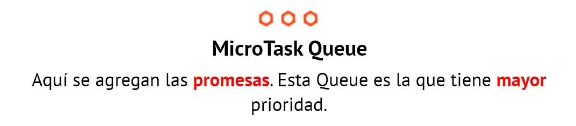 MicroTask Queue
Aquí se agregan las promesas. Esta Queue es la que tiene mayor
prioridad.